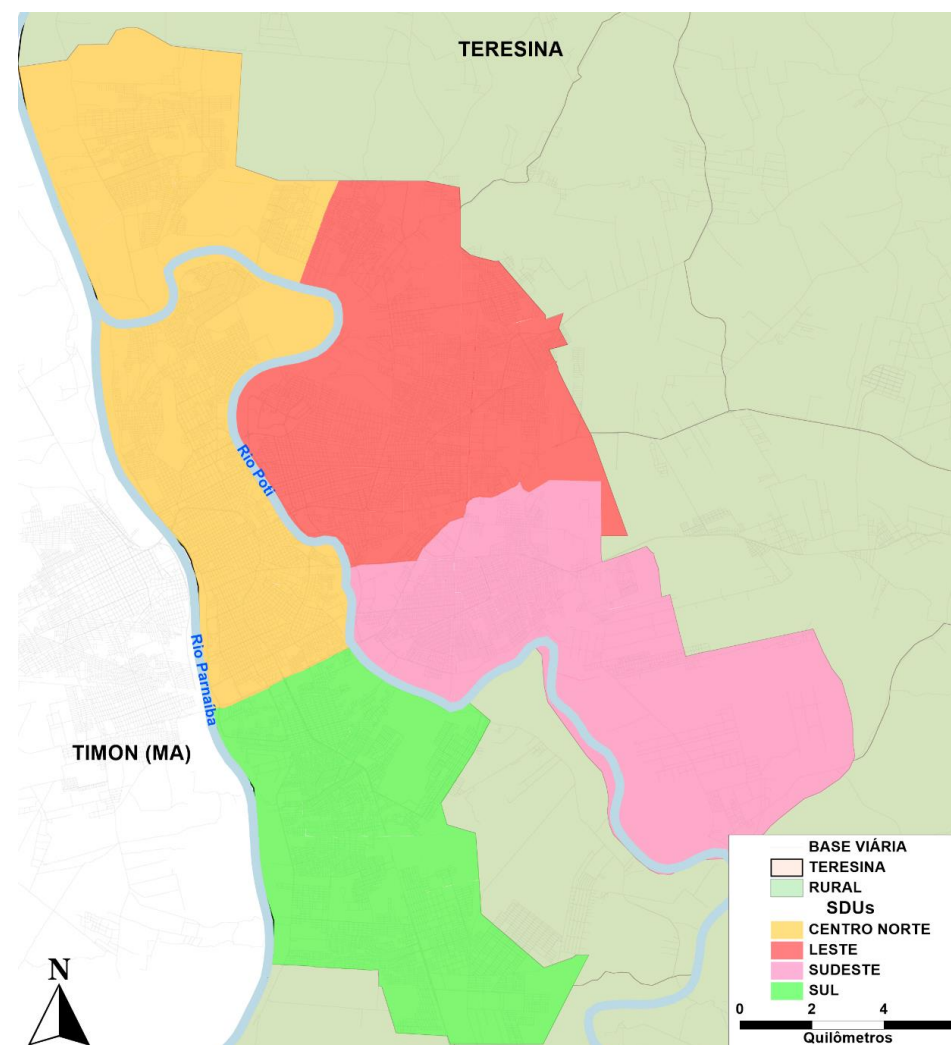 TERESINA
Rio Poti
Rio Parnaíba
TIMON (MA)
BASE VIÁRIA
TERESINA
RURAL
SDUs
CENTRO NORTE
LESTE
SUDESTE
SUL
N
0 2 4
Quilômetros